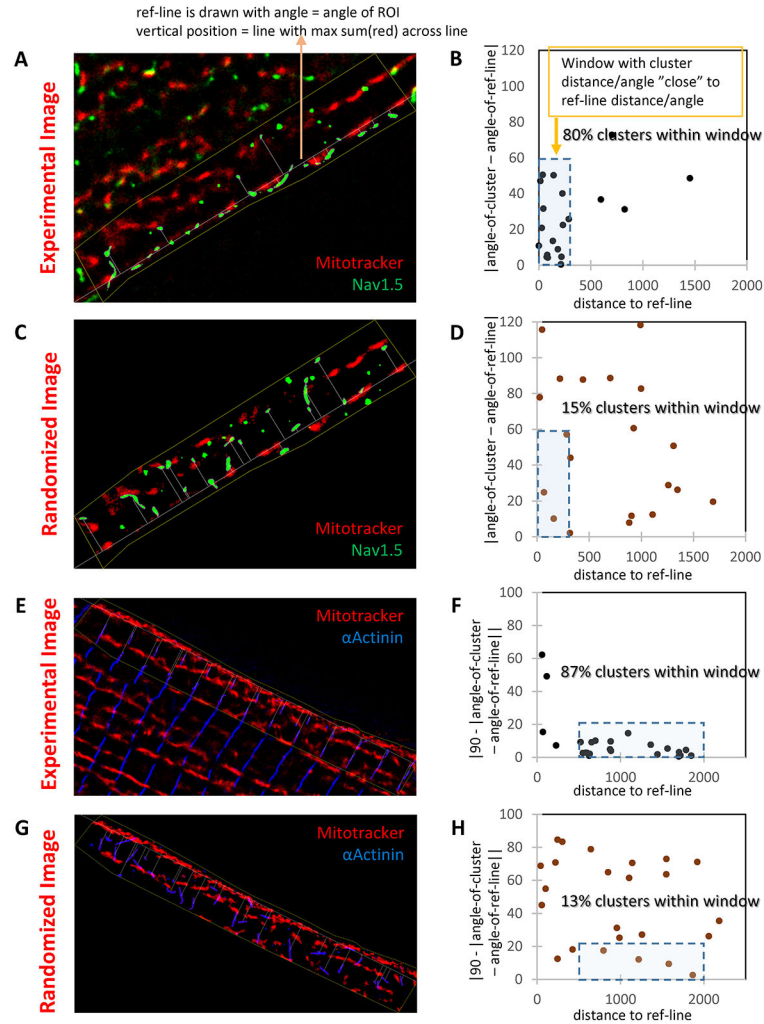 ref-line is drawn with angle = angle of ROI
vertical position = line with max sum(red) across line
A
Experimental Image
Mitotracker
Nav1.5
B
|angle-of-cluster – angle-of-ref-line|
120
100
80
60
40
20
0
Window with cluster
distance/angle ”close” to
ref-line distance/angle
80% clusters within window
0 500 1000 1500 2000
distance to ref-line
C
Randomized Image
Mitotracker
Nav1.5
D
|angle-of-cluster – angle-of-ref-line|
120
100
80
60
40
20
0
15% clusters within window
0 500 1000 1500 2000
distance to ref-line
E
Experimental Image
Mitotracker
αActinin
F
|90 - |angle-of-cluster
– angle-of-ref-line||
100
80
60
40
20
0
87% clusters within window
0 1000 2000
distance to ref-line
G
Randomized Image
Mitotracker
αActinin
H
|90 - |angle-of-cluster
– angle-of-ref-line||
100
80
60
40
20
0
13% clusters within window
0 1000 2000
distance to ref-line